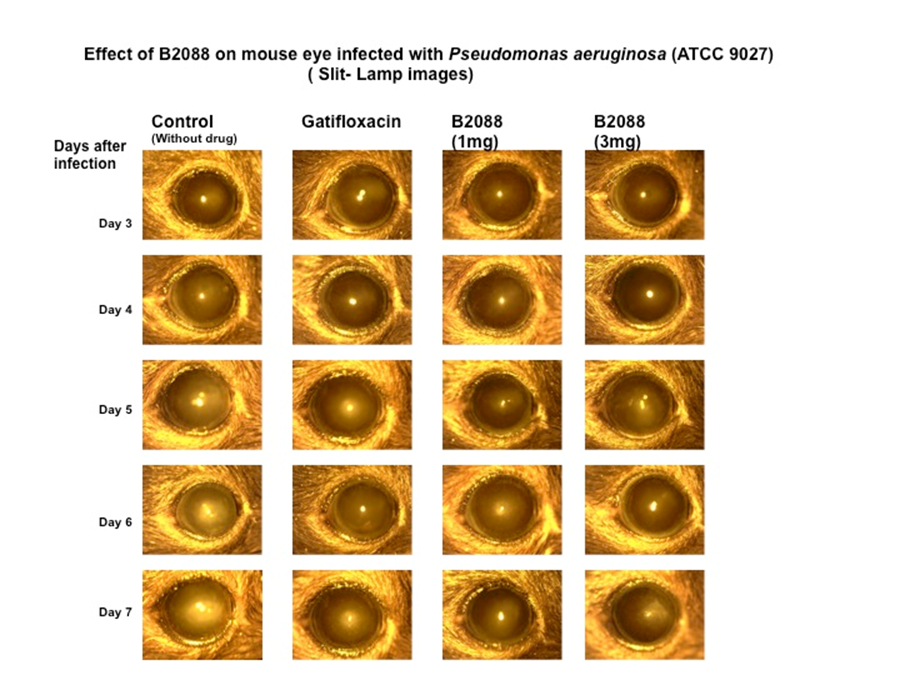 Effect of B2088 on mouse eye infected with Pseudomonas aeruginosa (ATCC 9027)
( Slit- Lamp images)
Control
(Without drug)
Gatifloxacin
B2088
(1mg)
B2088
(3mg)
Days after
infection
Day 3
Day 4
Day 5
Day 6
Day 7